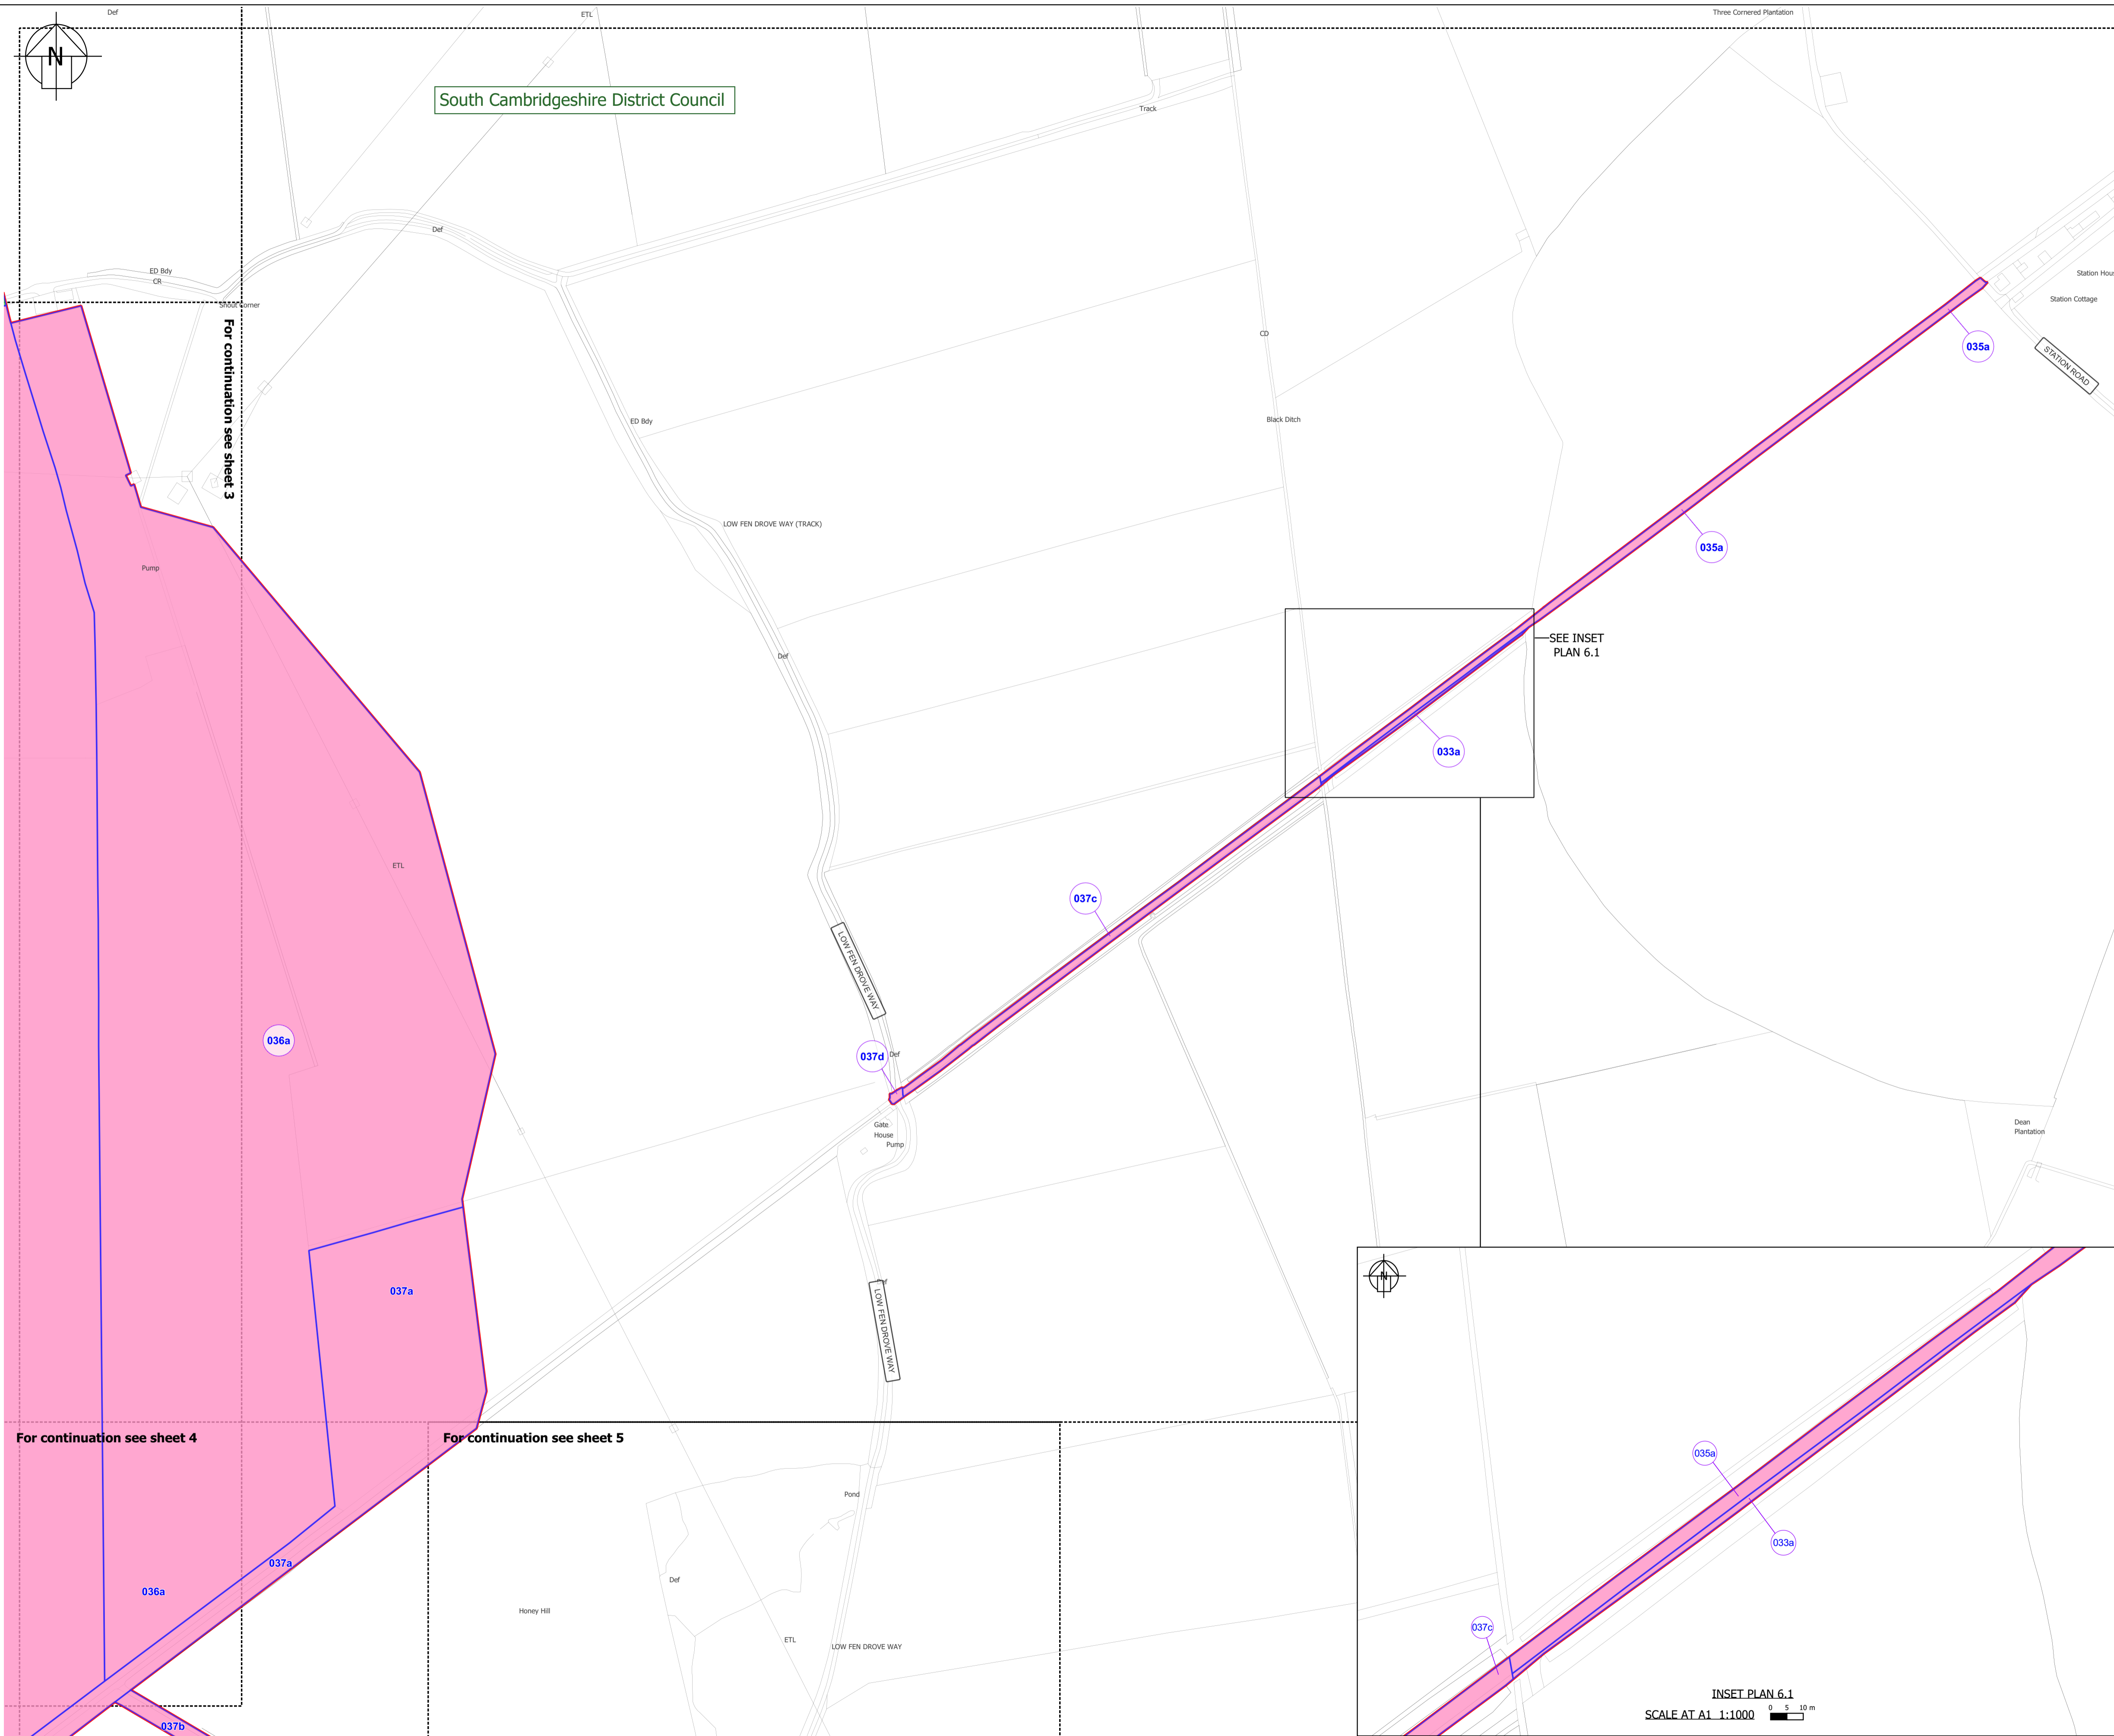 Def
ETL
Three Cornered Plantation
N
South Cambridgeshire District Council
Track
Def
ED Bdy
CR
Shout Corner
Station Cottage
CD
035a
STATION ROAD
For continuation see sheet 3
ED Bdy
Black Ditch
LOW FEN DROVE WAY (TRACK)
035a
Pump
SEE INSET
PLAN 6.1
Def
033a
ETL
037c
LOW FEN DROVE WAY
036a
037d
Def
Gate
House
Pump
Dean
Plantation
N
Def
037a
LOW FEN DROVE WAY
For continuation see sheet 4
For continuation see sheet 5
035a
Pond
033a
037a
Def
036a
Honey Hill
037c
ETL
LOW FEN DROVE WAY
INSET PLAN 6.1
SCALE AT A1 1:1000
0 5 10 m
037b